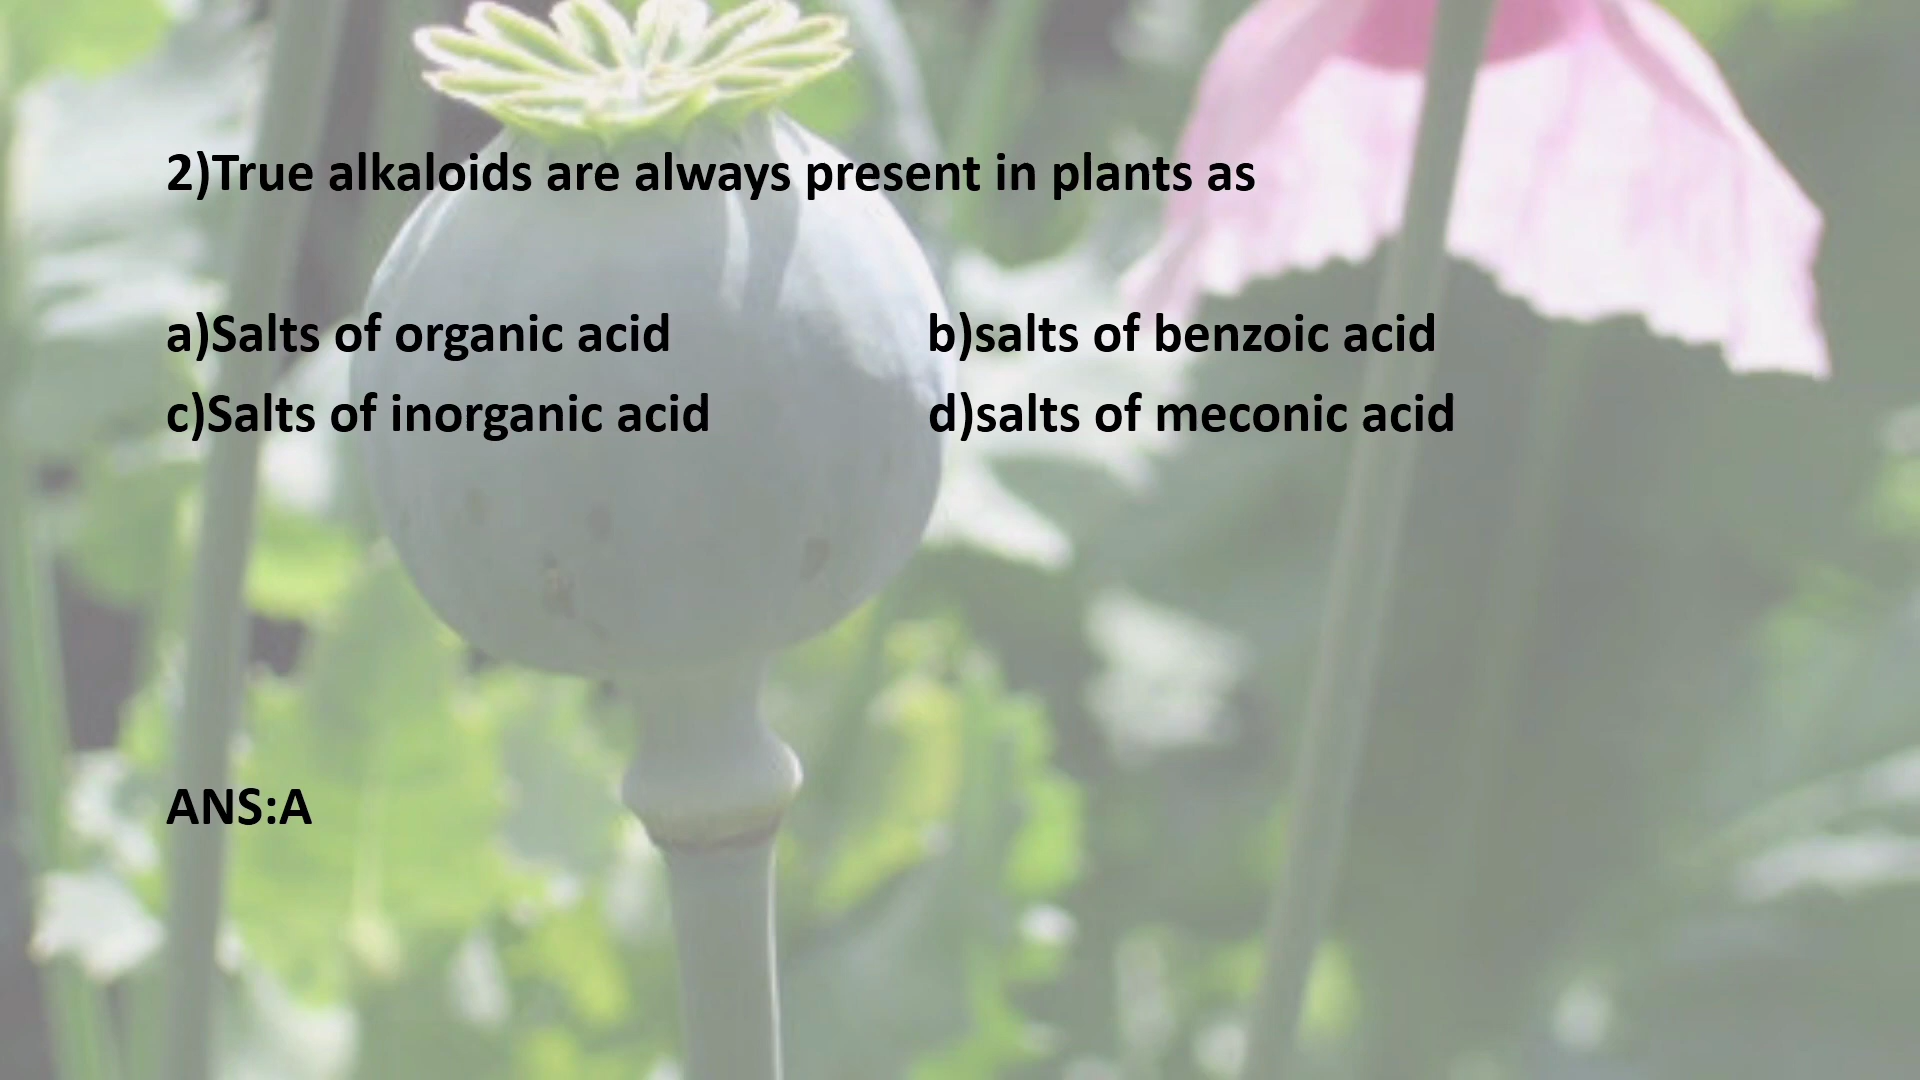 2)True alkaloids are always present in plants as
a)Salts of organic acid b)salts of benzoic acid
c)Salts of inorganic acid d)salts of meconic acid
ANS:A